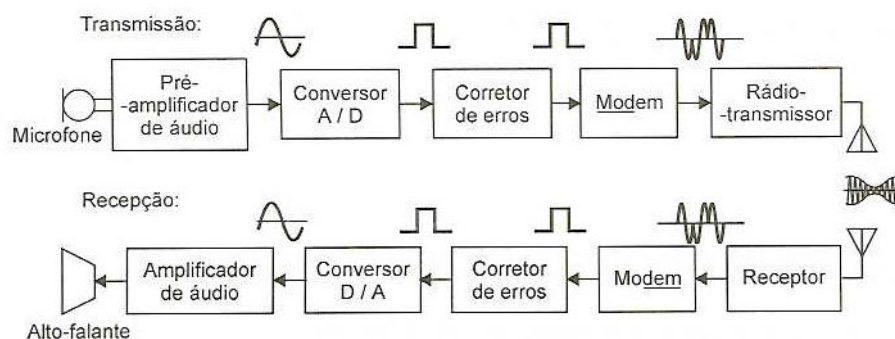 Transmissão:
Microfone
Pré-
-amplificador
de áudio
Conversor
A / D
Corretor
de erros
Modem
Rádio-
-transmissor
Recepção:
Alto-falante
Amplificador
de áudio
Conversor
D / A
Corretor
de erros
Modem
Receptor